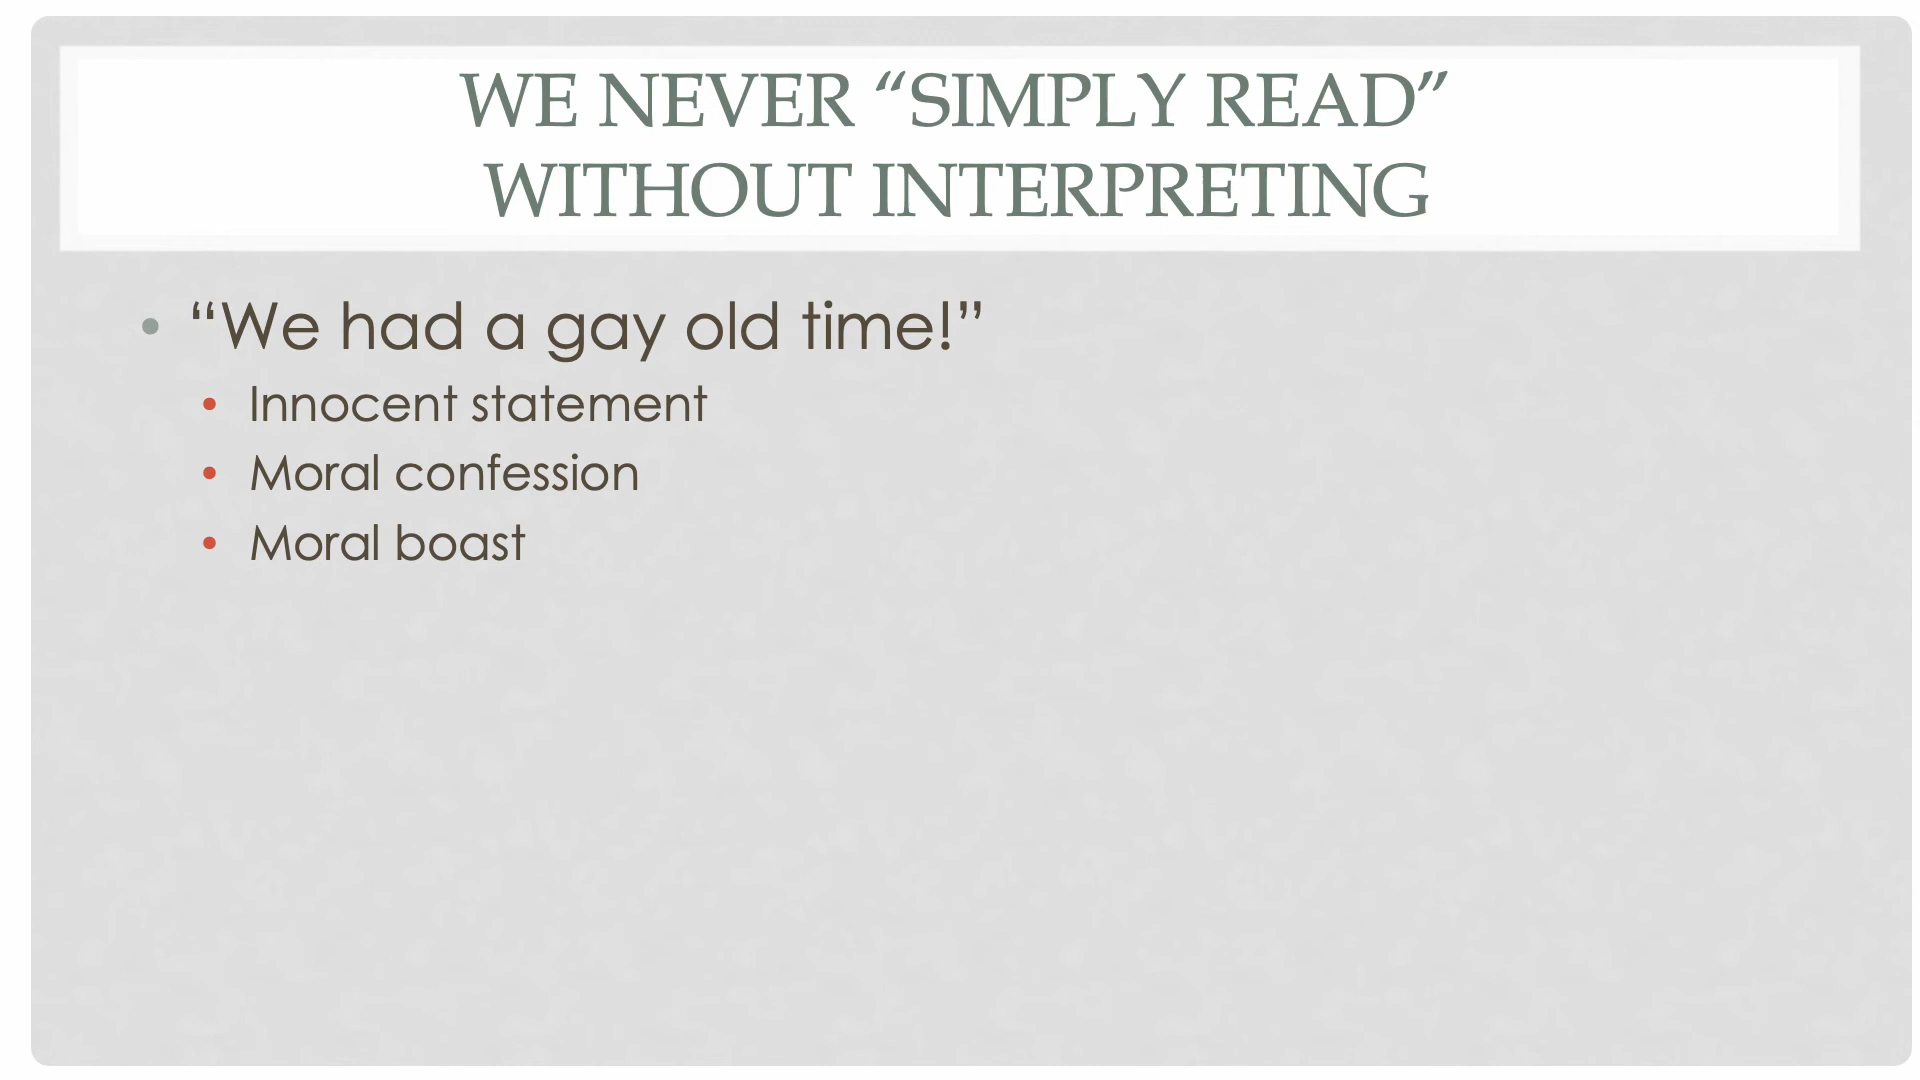 WE NEVER “SIMPLY READ”
WITHOUT INTERPRETING
• “We had a gay old time!”
• Innocent statement
• Moral confession
• Moral boast